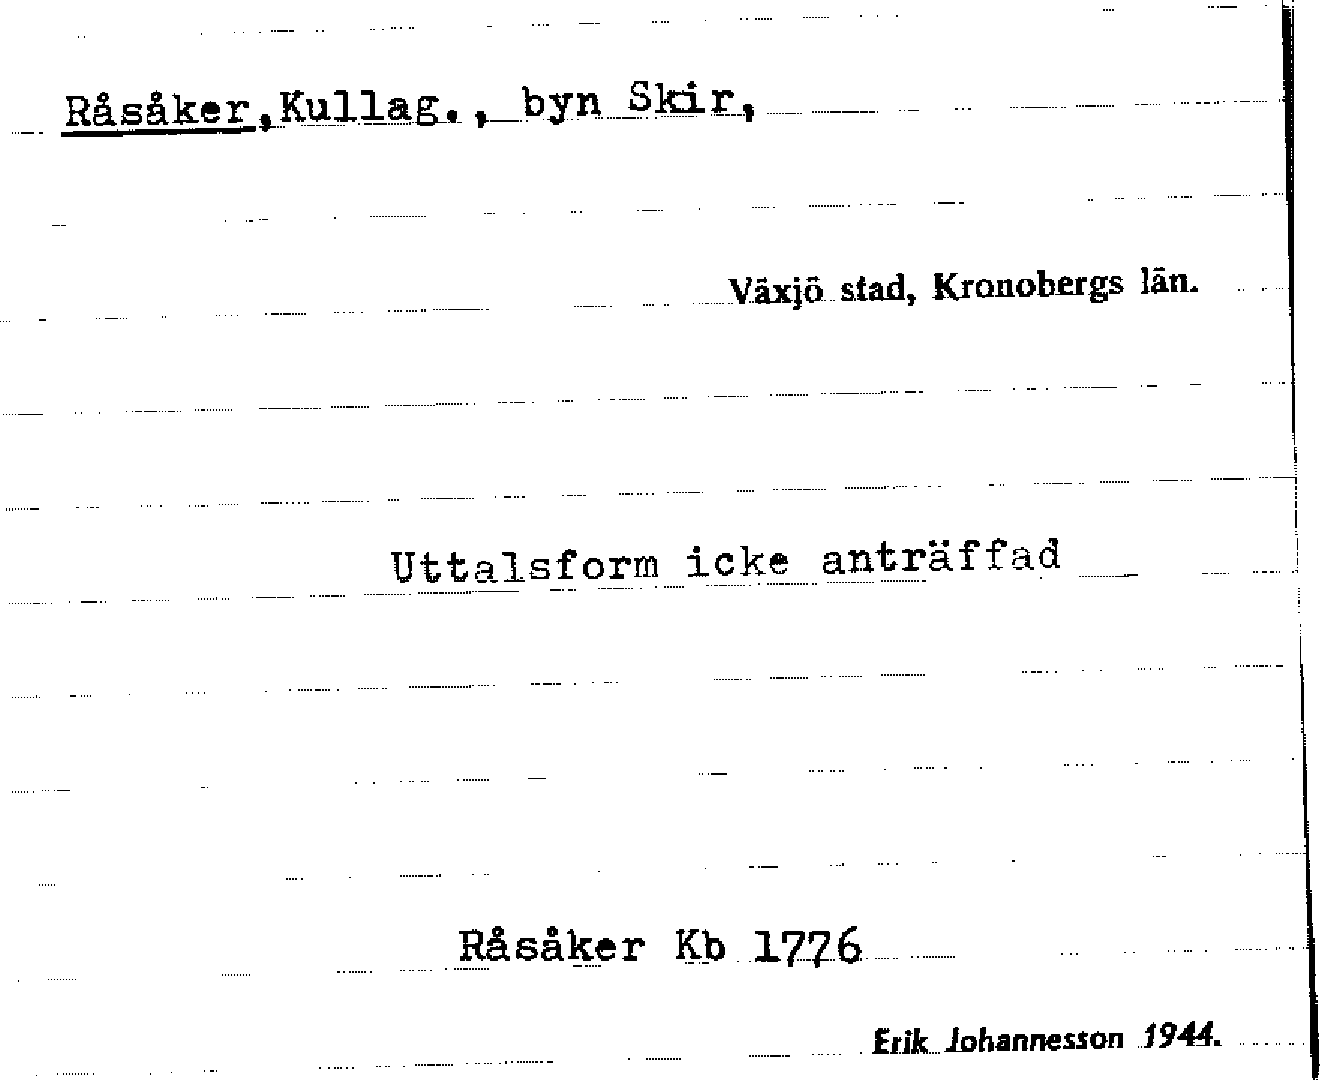 Råsåker, Kullag., byn Skir,
Växjö stad, Kronobergs län.
Uttalsform icke anträffad
Råsåker Kb 1776
Erik Johannesson 1944.